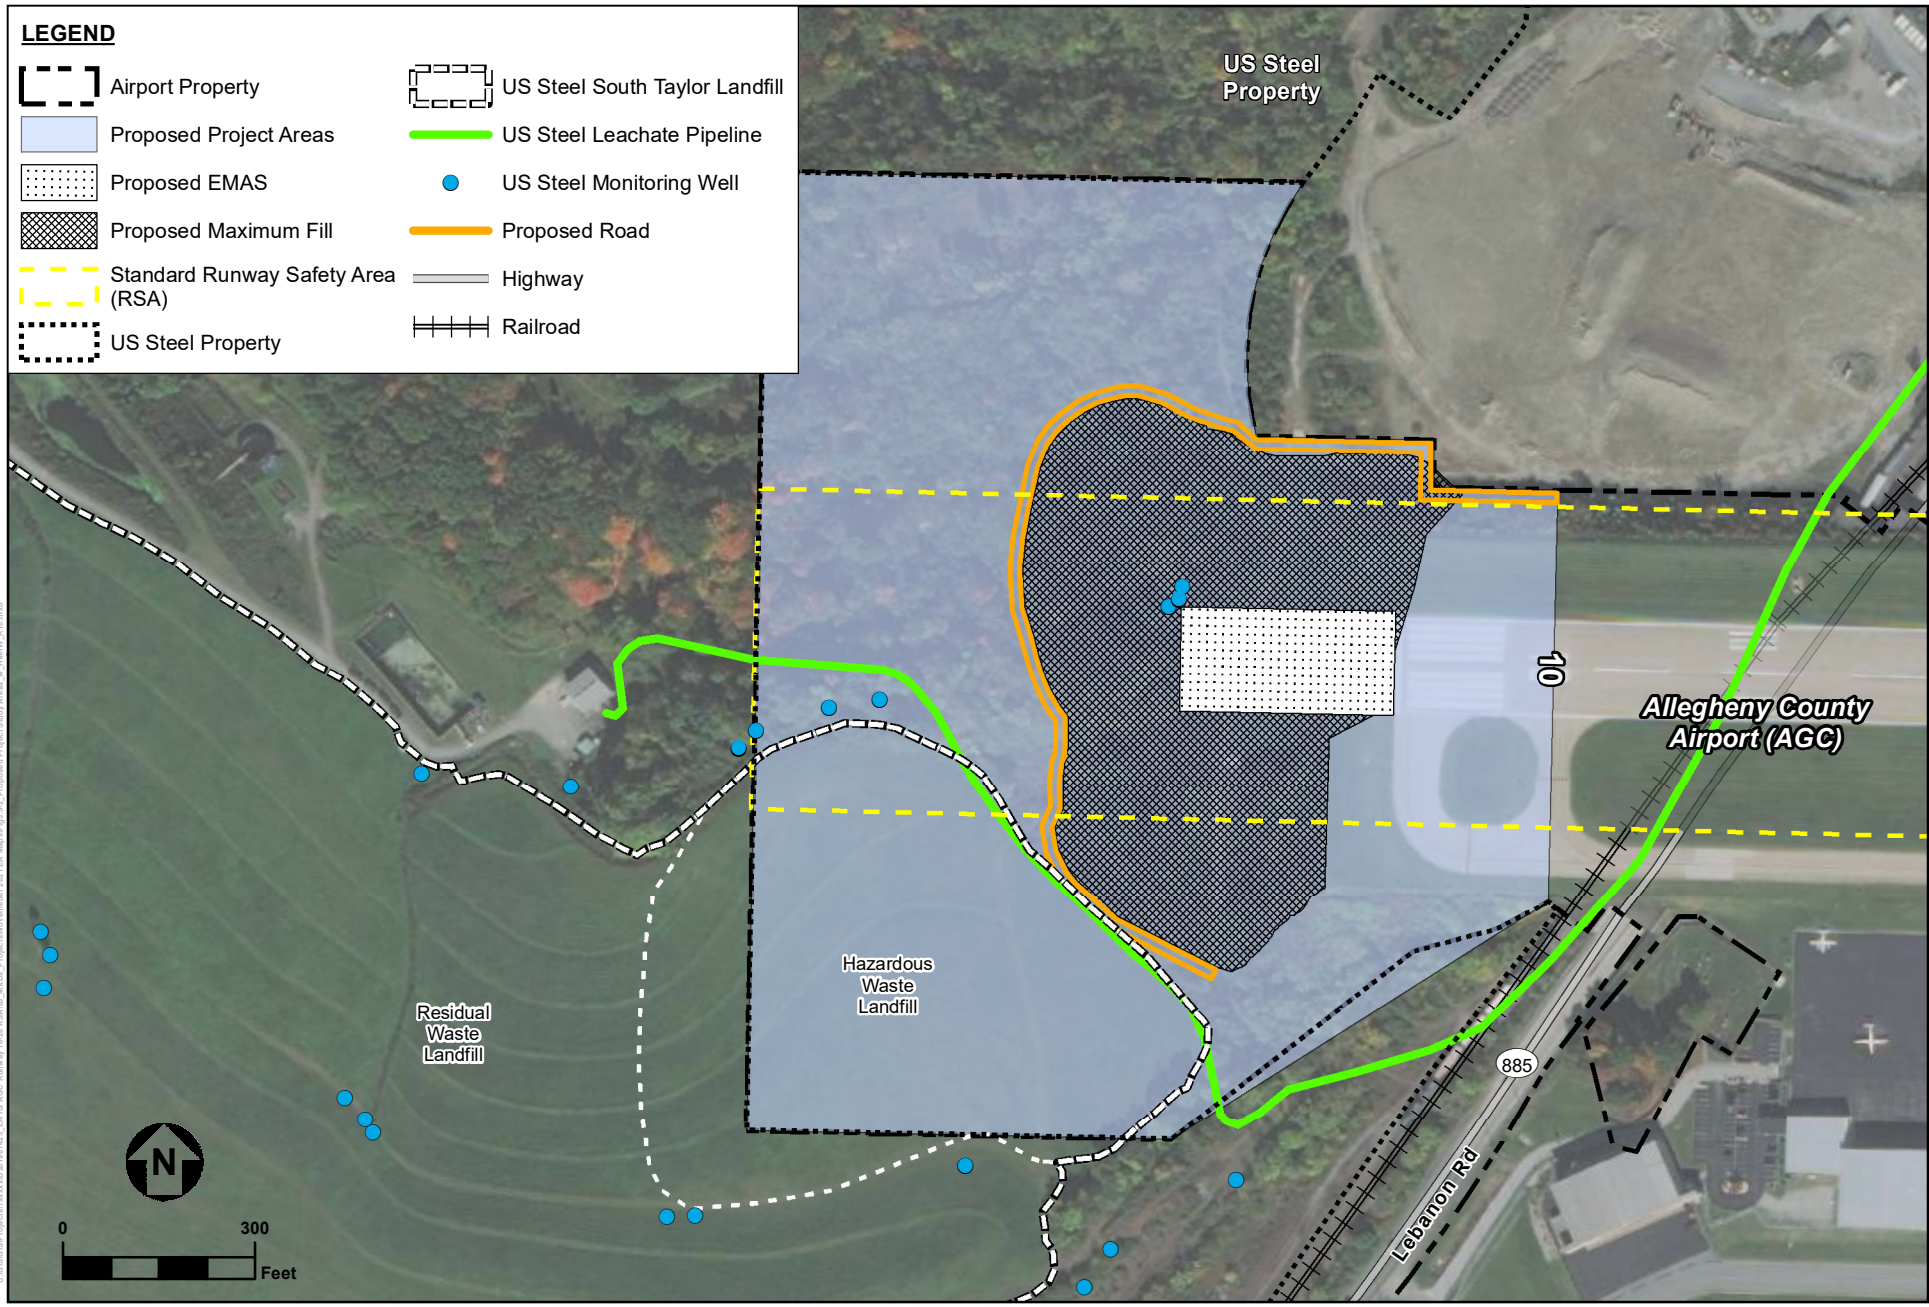 LEGEND
Airport Property
Proposed Project Areas
Proposed EMAS
Proposed Maximum Fill
Standard Runway Safety Area
(RSA)
US Steel Property
US Steel South Taylor Landfill
US Steel Leachate Pipeline
US Steel Monitoring Well
Proposed Road
Highway
Railroad
US Steel
Property
10
Allegheny County
Airport (AGC)
Hazardous
Waste
Landfill
Residual
Waste
Landfill
885
Lebanon Rd
N
0 300
Feet